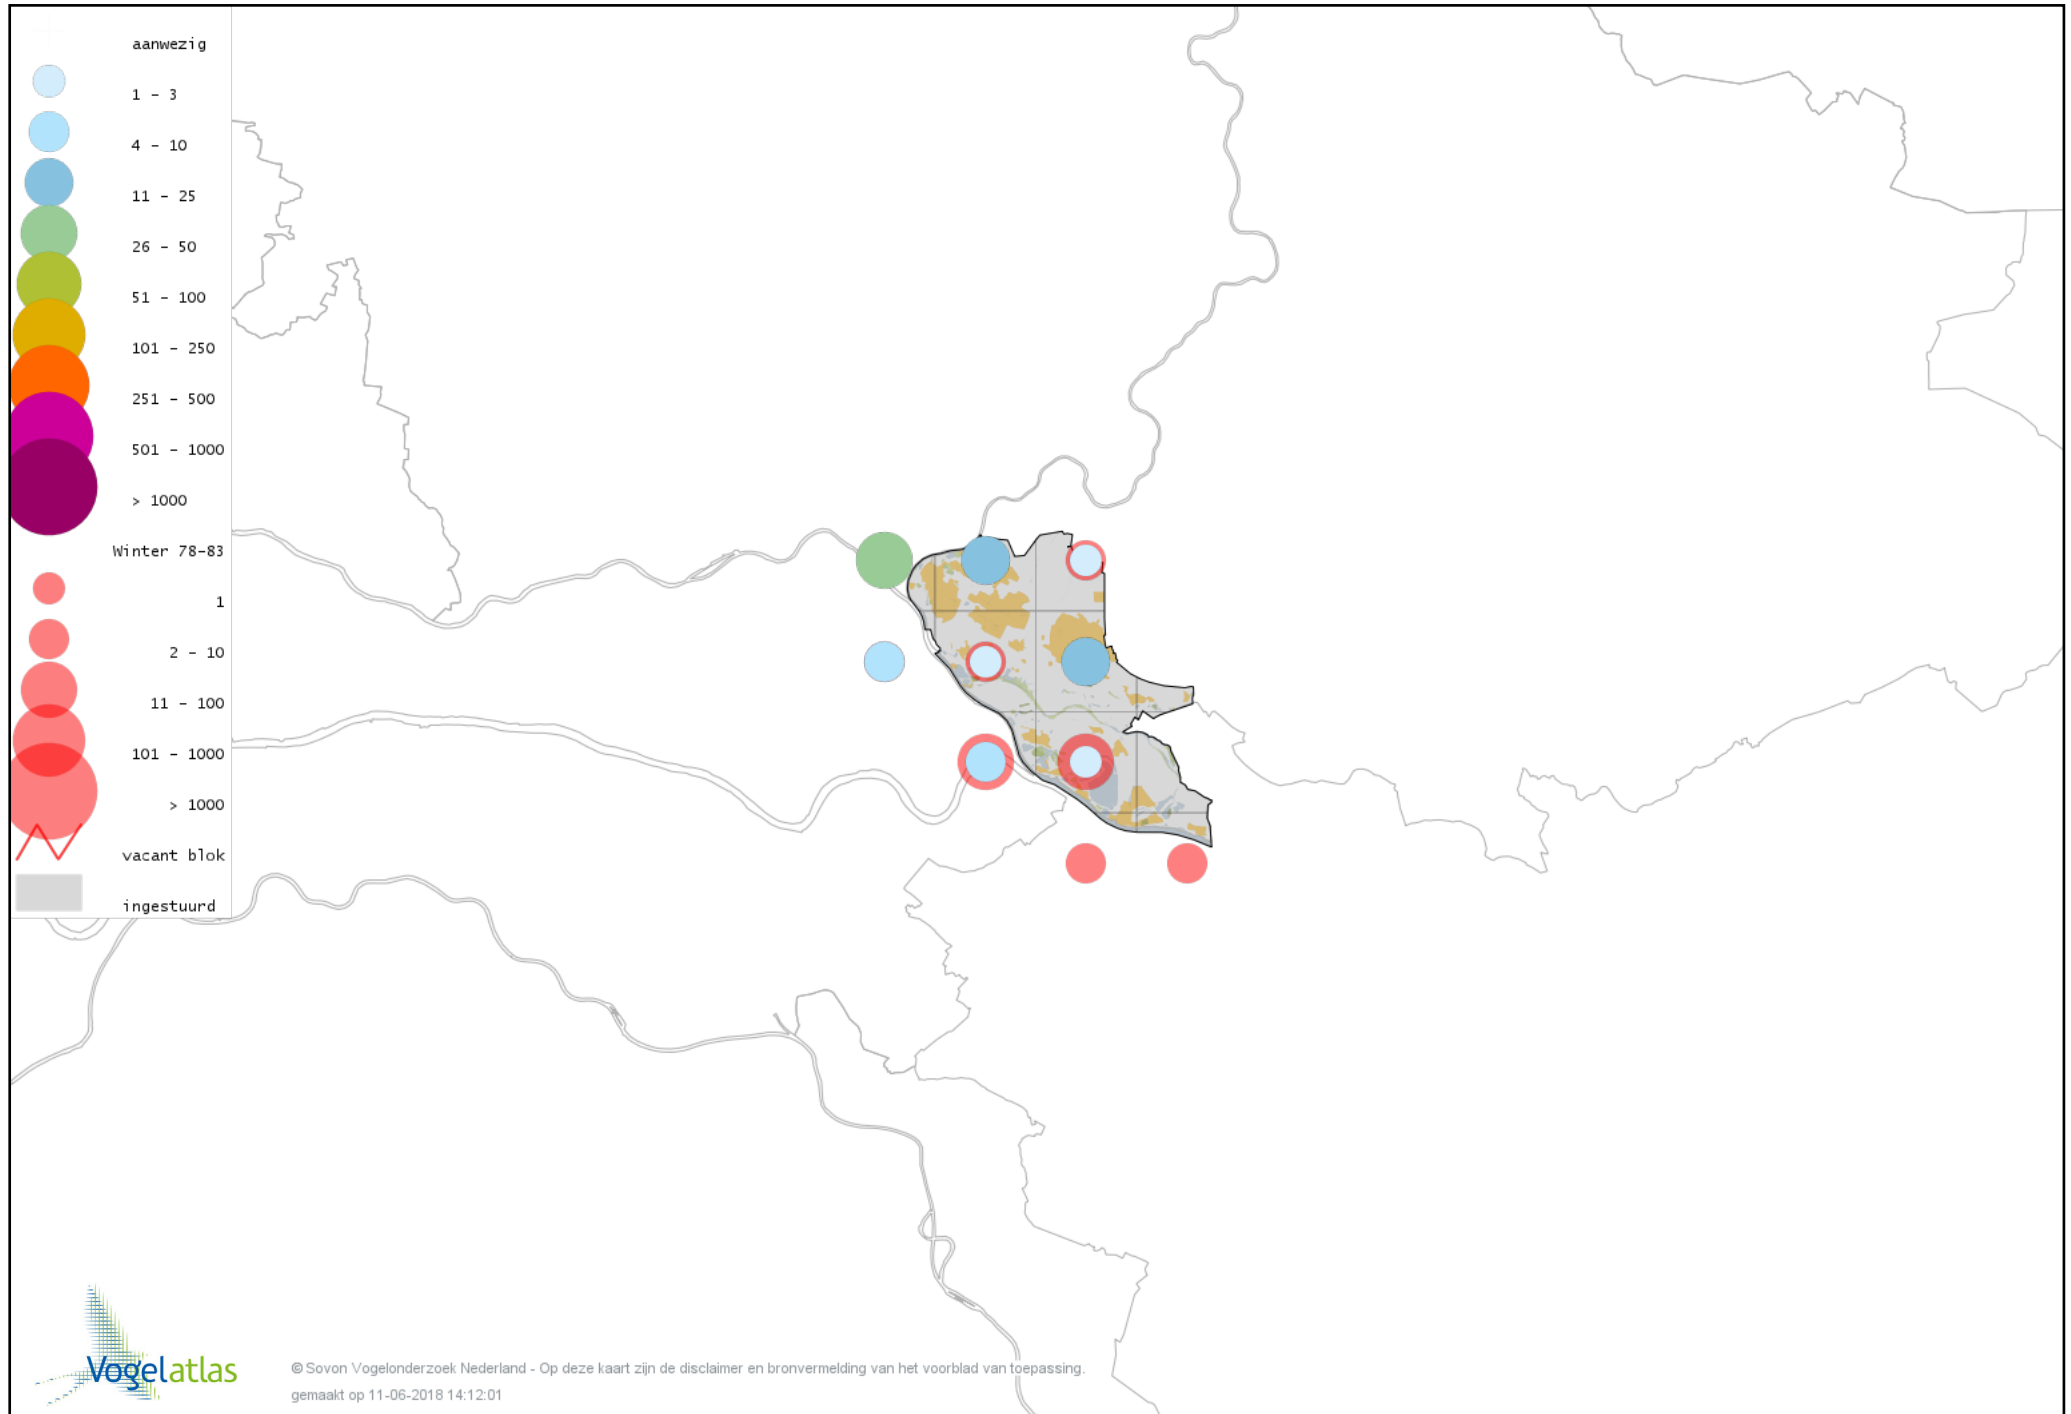 aanwezig
1 - 3
4 - 10
11 - 25
26 - 50
51 - 100
101 - 250
251 - 500
501 - 1000
> 1000
Winter 78-83
1
2 - 10
11 - 100
101 - 1000
> 1000
vacant blok
ingestuurd
Vogelatlas
© Sovon Vogelonderzoek Nederland - Op deze kaart zijn de disclaimer en bronvermelding van het voorblad van toepassing.
gemaakt op 11-06-2018 14:12:01